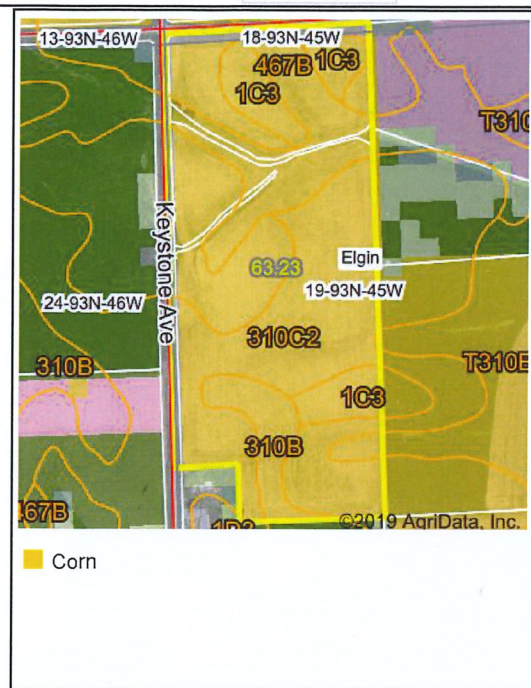 13-93N-46W
18-93N-45W
467B
1C3
1C3
T310
Keystone Ave
63.23
Elgin
19-93N-45W
24-93N-46W
310C2
310B
T310B
1C3
310B
467B
©2019 AgriData, Inc.
Corn